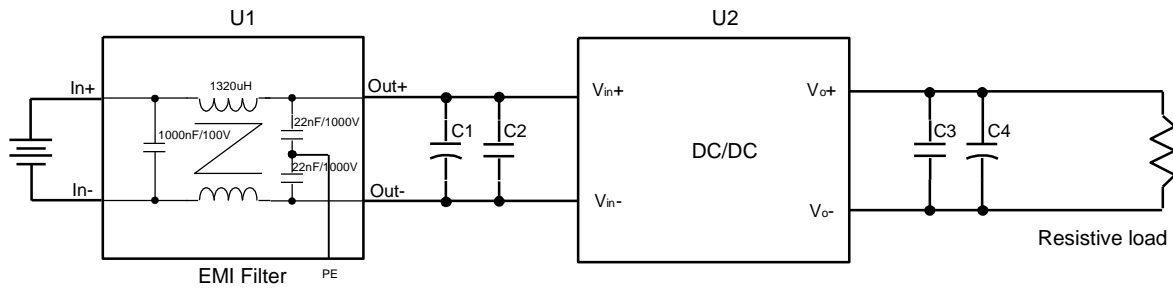 U1
U2
1320uH
In+
Out+
Vin+
Vo+
1000nF/100V
22nF/1000V
C1
C2
DC/DC
C3
C4
22nF/1000V
In-
Out-
Vin-
Vo-
Resistive load
EMI Filter
PE